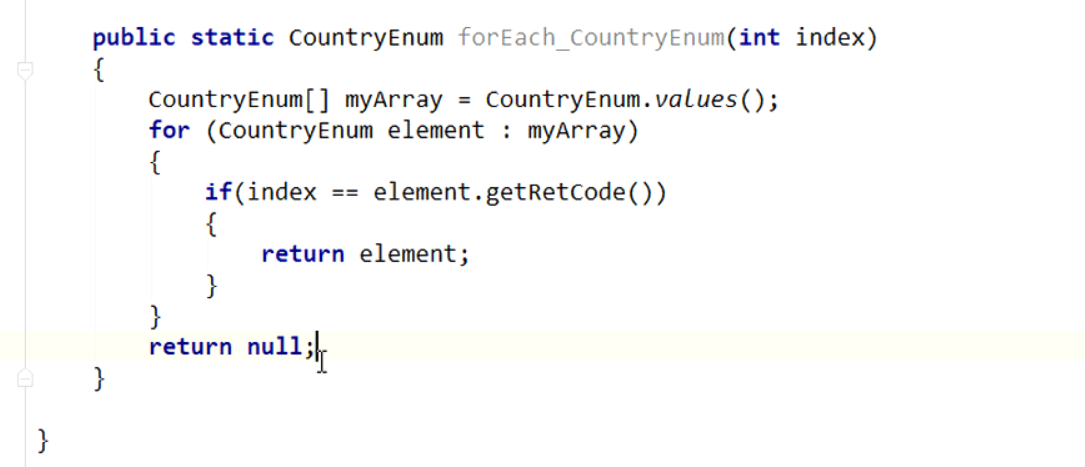 public static CountryEnum forEach_CountryEnum(int index)
{
CountryEnum[] myArray = CountryEnum.values();
for (CountryEnum element : myArray)
{
if(index == element.getRetCode())
{
return element;
}
}
return null;
}
}